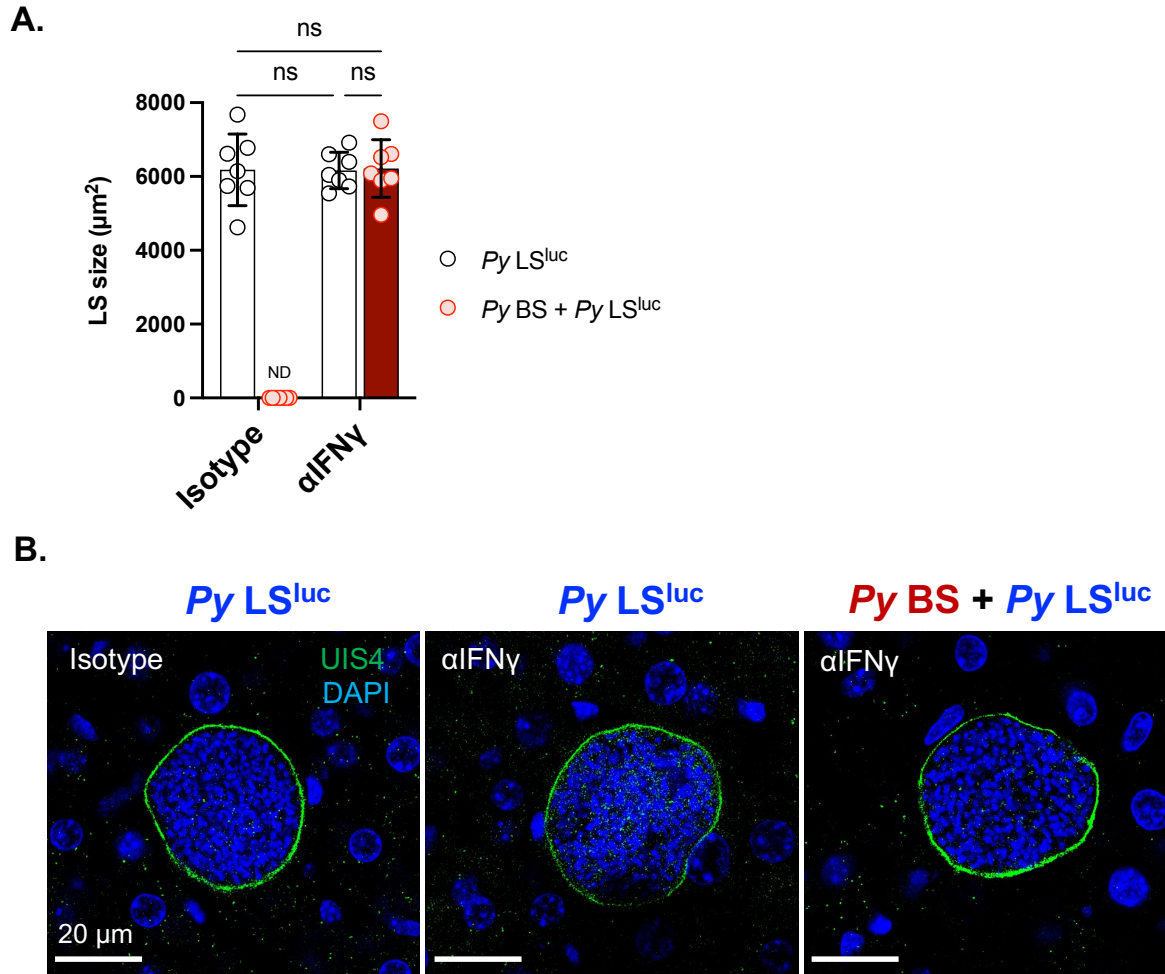 A.
ns
ns ns
8000
6000
4000
2000
0
LS size (µm²)
ND
Isotype
αIFNγ
Py LSˡᵘᶜ
Py BS + Py LSˡᵘᶜ
B.
Py LSˡᵘᶜ
Py LSˡᵘᶜ
Py BS + Py LSˡᵘᶜ
Isotype
UIS4
DAPI
20 µm
αIFNγ
αIFNγ